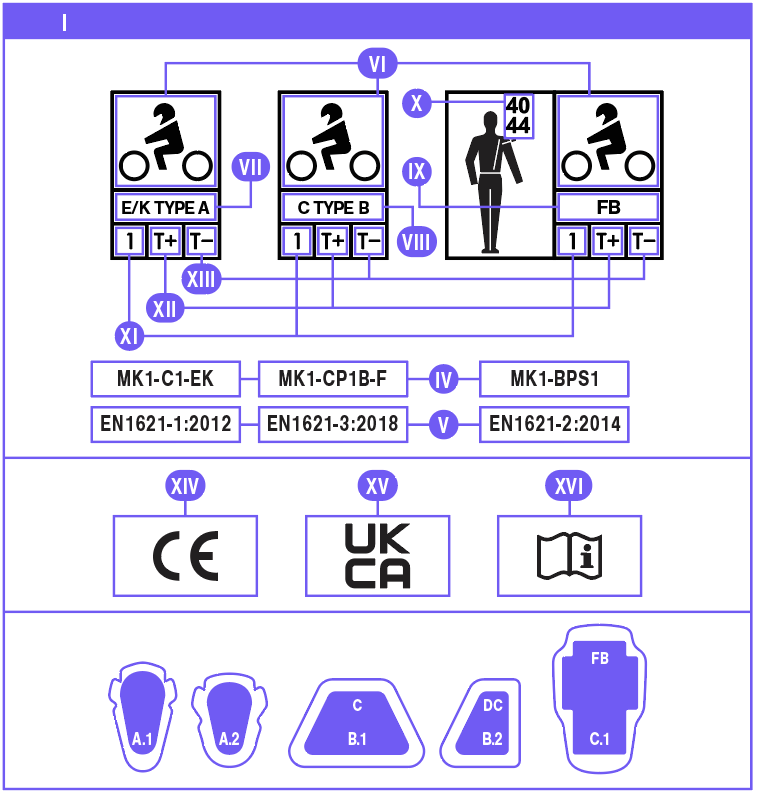 I
VI
X
40
44
VII
IX
E/K TYPE A
C TYPE B
FB
1
T+
T−
1
T+
T−
VIII
1
T+
T−
XIII
XII
XI
MK1-C1-EK
MK1-CP1B-F
IV
MK1-BPS1
EN1621-1:2012
EN1621-3:2018
V
EN1621-2:2014
XIV
XV
XVI
CE
UK
CA
i
FB
C
DC
A.1
A.2
B.1
B.2
C.1